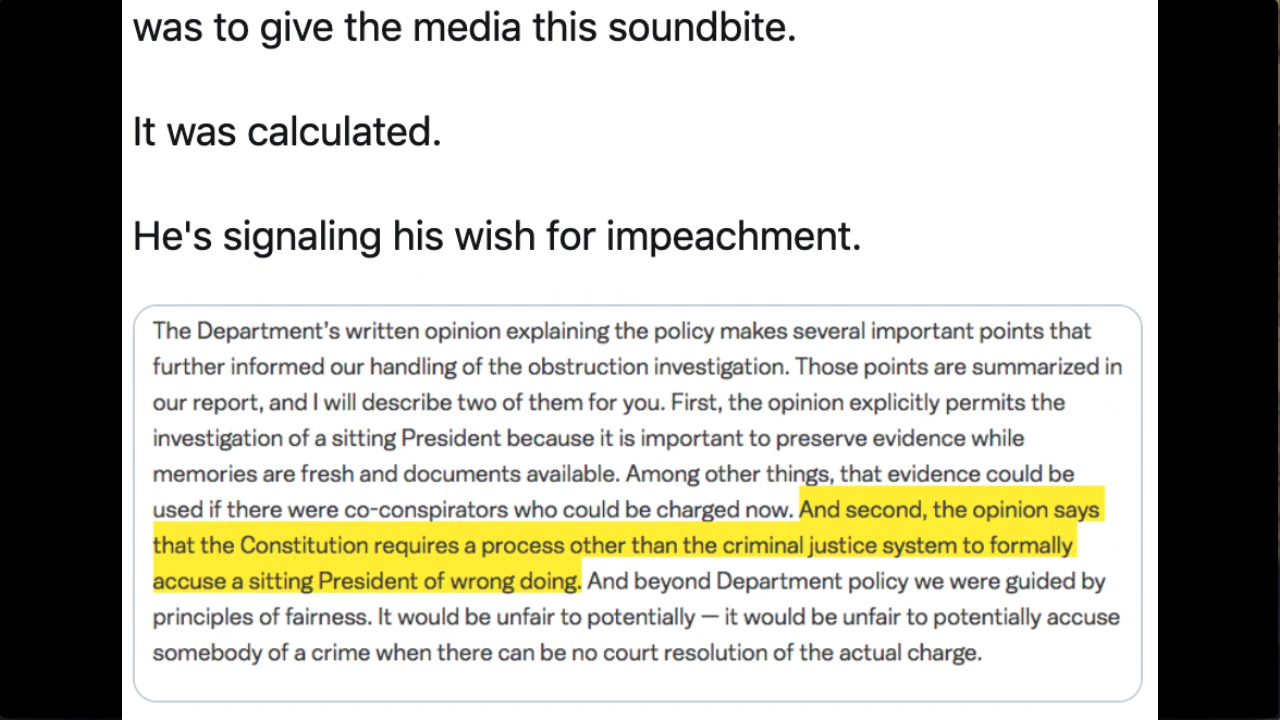 was to give the media this soundbite.
It was calculated.
He's signaling his wish for impeachment.
The Department’s written opinion explaining the policy makes several important points that
further informed our handling of the obstruction investigation. Those points are summarized in
our report, and I will describe two of them for you. First, the opinion explicitly permits the
investigation of a sitting President because it is important to preserve evidence while
memories are fresh and documents available. Among other things, that evidence could be
used if there were co-conspirators who could be charged now. And second, the opinion says
that the Constitution requires a process other than the criminal justice system to formally
accuse a sitting President of wrong doing. And beyond Department policy we were guided by
principles of fairness. It would be unfair to potentially — it would be unfair to potentially accuse
somebody of a crime when there can be no court resolution of the actual charge.